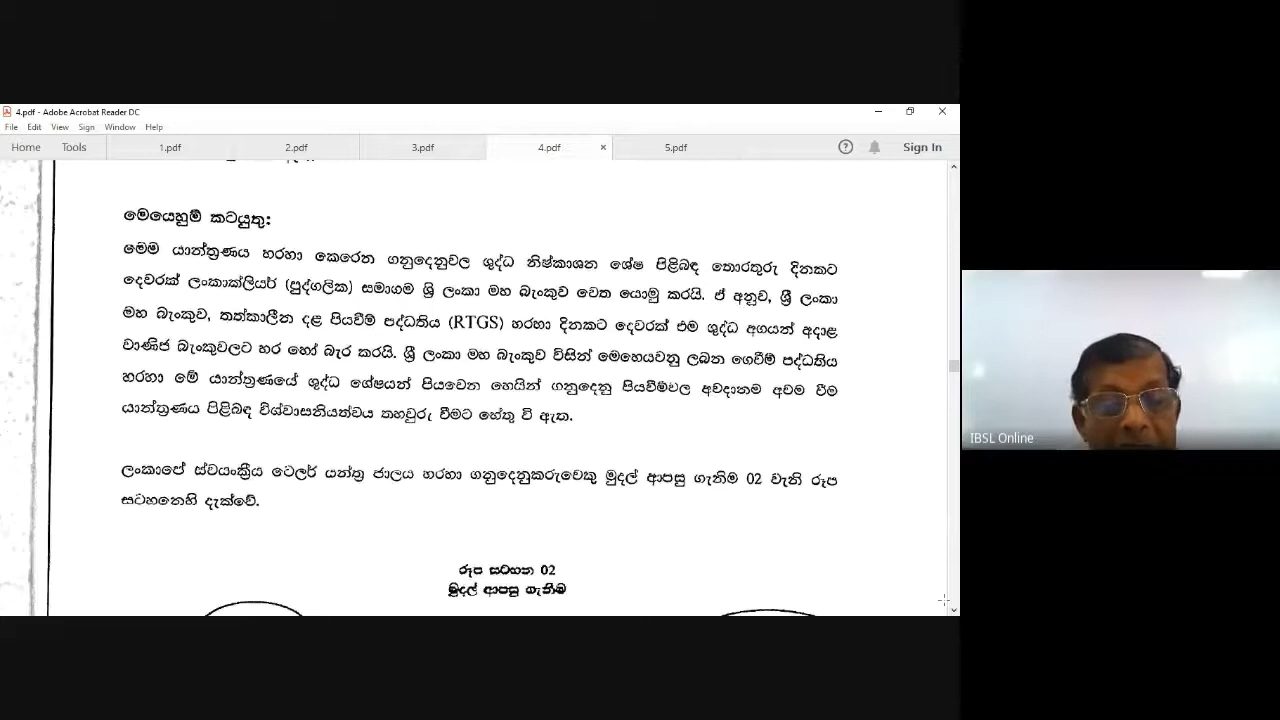 4.pdf - Adobe Acrobat Reader DC
File Edit View Sign Window Help
Home Tools 1.pdf 2.pdf 3.pdf 4.pdf × 5.pdf ? Sign In
මෙයෙහුම් කටයුතු:
මෙම යාන්ත්‍රණය හරහා කෙරෙන ගනුදෙනුවල ශුද්ධ නිෂ්කාශන ශේෂ පිළිබඳ තොරතුරු දිනකට
දෙවරක් ලංකාක්ලියර් (පුද්ගලික) සමාගම ශ්‍රි ලංකා මහ බැංකුව වෙත යොමු කරයි. ඒ අනුව, ශ්‍රී ලංකා
මහ බැංකුව, තත්කාලීන දළ පියවීම් පද්ධතිය (RTGS) හරහා දිනකට දෙවරක් එම ශුද්ධ අගයන් අදාළ
වාණිජ බැංකුවලට හර හෝ බැර කරයි. ශ්‍රී ලංකා මහ බැංකුව විසින් මෙහෙයවනු ලබන ගෙවීම් පද්ධතිය
හරහා මේ යාන්ත්‍රණයේ ශුද්ධ ශේෂයන් පියවෙන හෙයින් ගනුදෙනු පියවීම්වල අවදානම අවම වීම
යාන්ත්‍රණය පිළිබඳ විශ්වාසනියත්වය තහවුරු වීමට හේතු වි ඇත.
ලංකාපේ ස්වයංක්‍රීය ටෙලර් යන්ත්‍ර ජාලය හරහා ගනුදෙනුකරුවෙකු මුදල් ආපසු ගැනිම 02 වැනි රූප
සටහනෙහි දැක්වේ.
රූප සටහන 02
මුදල් ආපසු ගැනීම
IBSL Online